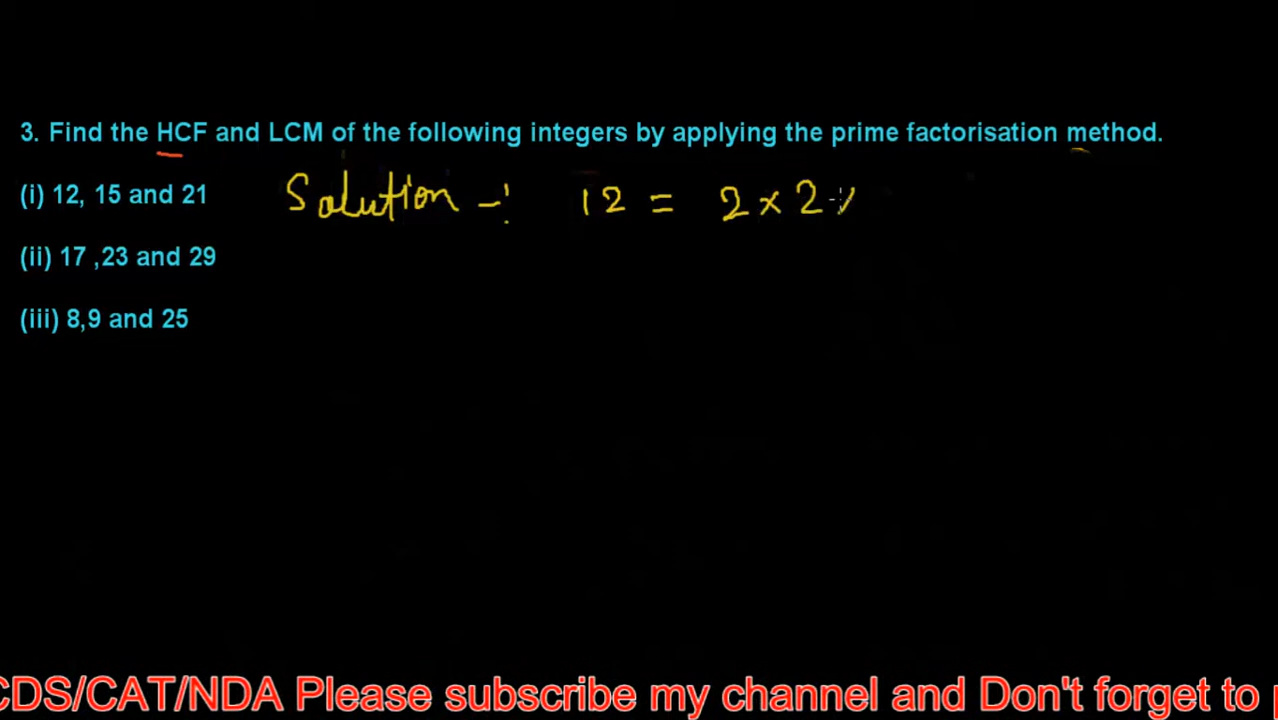 3. Find the HCF and LCM of the following integers by applying the prime factorisation method.
(i) 12, 15 and 21 Solution -: 12 = 2 × 2 ×
(ii) 17 ,23 and 29
(iii) 8,9 and 25
CDS/CAT/NDA Please subscribe my channel and Don't forget to